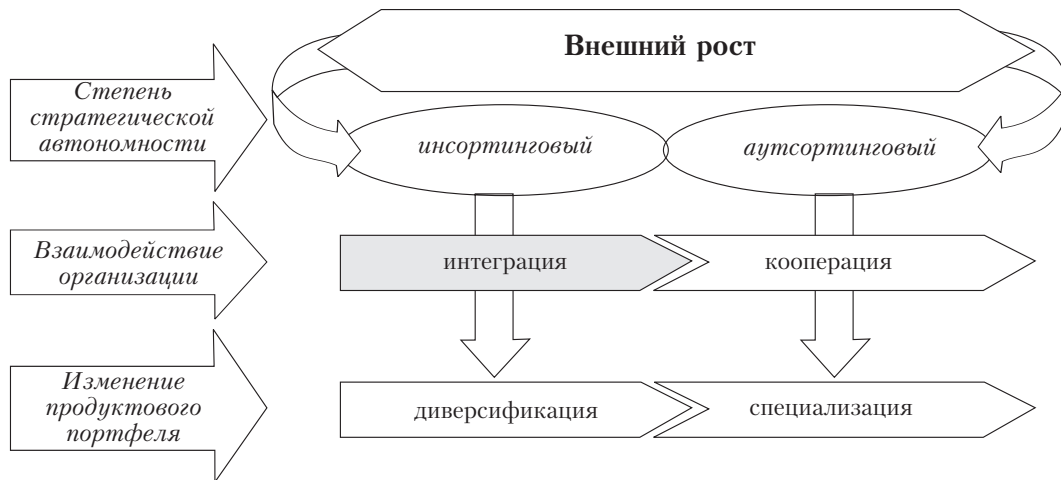 Внешний рост
Степень
стратегической
автономности
инсортинговый
аутсортинговый
Взаимодействие
организации
интеграция
кооперация
Изменение
продуктового
портфеля
диверсификация
специализация